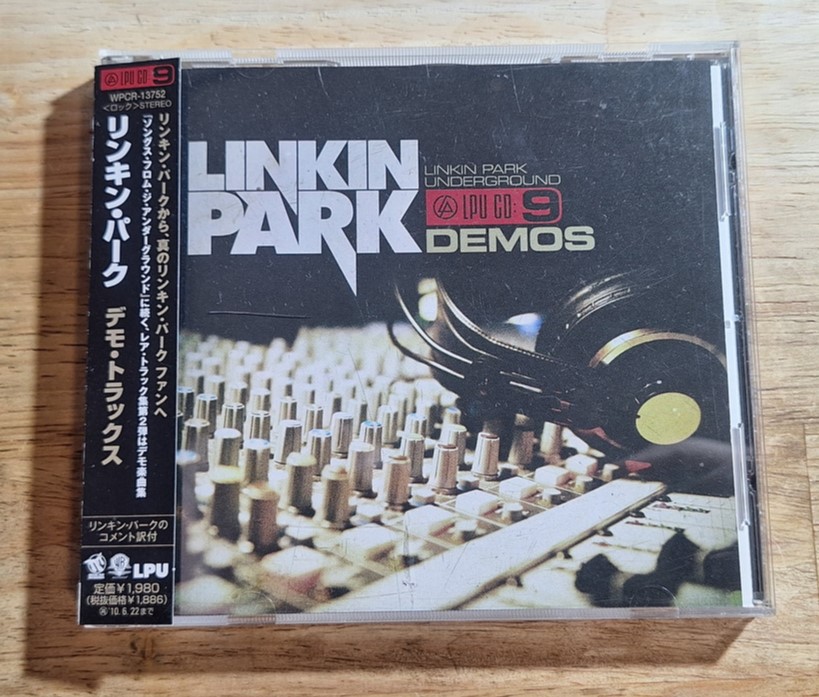 LPU CD 9
WPCR-13752
<ロック>STEREO
リンキン・パークから、真のリンキン・パーク ファンへ
『ソングス・フロム・ジ・アンダーグラウンド』に続く、レア・トラック集第2弾はデモ楽曲集
リンキン・パーク デモ・トラックス
リンキン・パークの
コメント訳付
LPU
定価¥1,980
(税抜価格¥1,886)
'10.6.22まで
LINKIN
PARK
LINKIN PARK
UNDERGROUND
LPU CD: 9
DEMOS